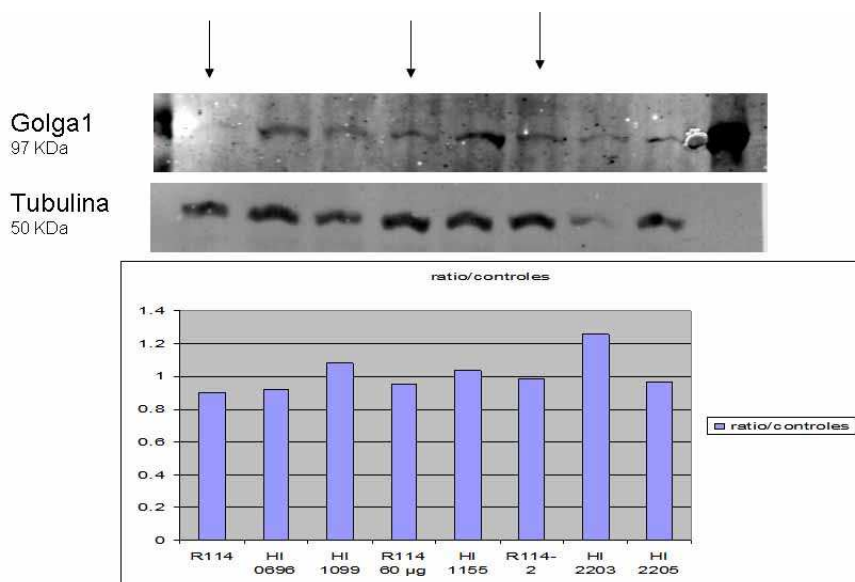 Golga1
97 KDa
Tubulina
50 KDa
ratio/controles
1.4
1.2
1
0.8
0.6
0.4
0.2
0
R114
HI
0696
HI
1099
R114
60 µg
HI
1155
R114-
2
HI
2203
HI
2205
ratio/controles